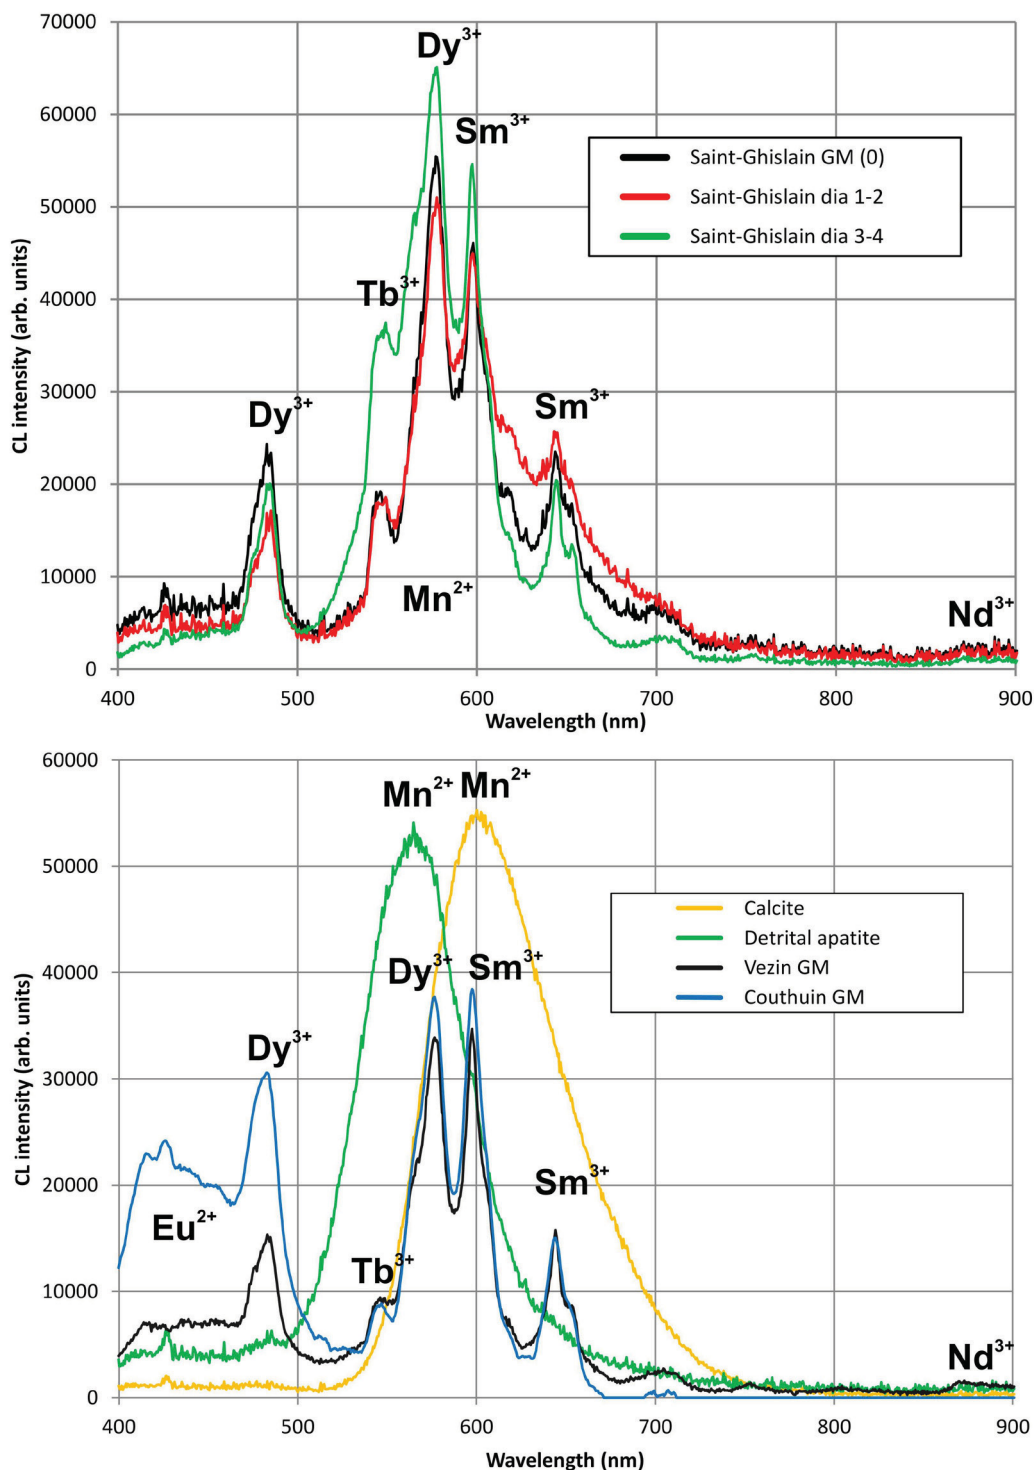 70000
60000
50000
40000
30000
20000
10000
0
CL intensity (arb. units)
Dy3+
Sm3+
Tb3+
Dy3+
Sm3+
Mn2+
Nd3+
Saint-Ghislain GM (0)
Saint-Ghislain dia 1-2
Saint-Ghislain dia 3-4
400 500 600 700 800 900
Wavelength (nm)
60000
50000
40000
30000
20000
10000
0
CL intensity (arb. units)
Mn2+ Mn2+
Dy3+ Sm3+
Dy3+
Sm3+
Eu2+
Tb3+
Nd3+
Calcite
Detrital apatite
Vezin GM
Couthuin GM
400 500 600 700 800 900
Wavelength (nm)